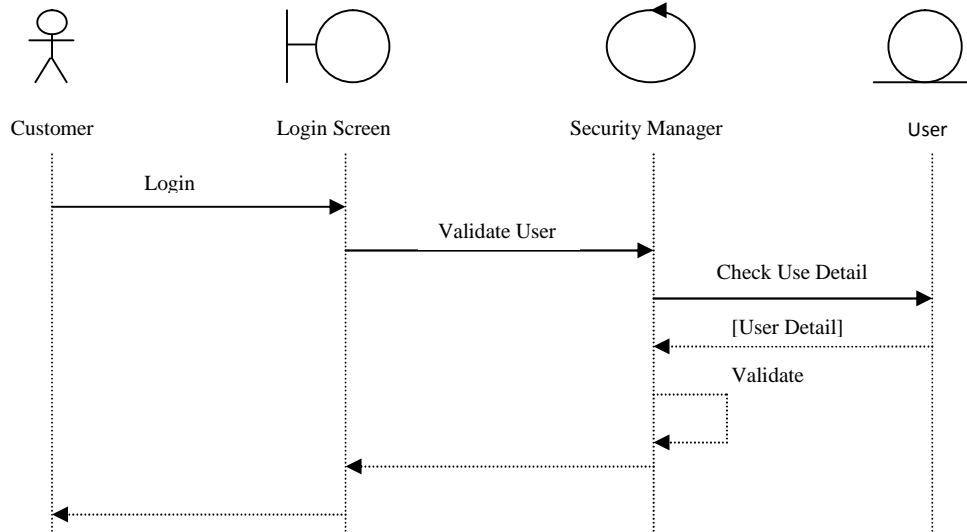 Customer
Login Screen
Security Manager
User
Login
Validate User
Check Use Detail
[User Detail]
Validate